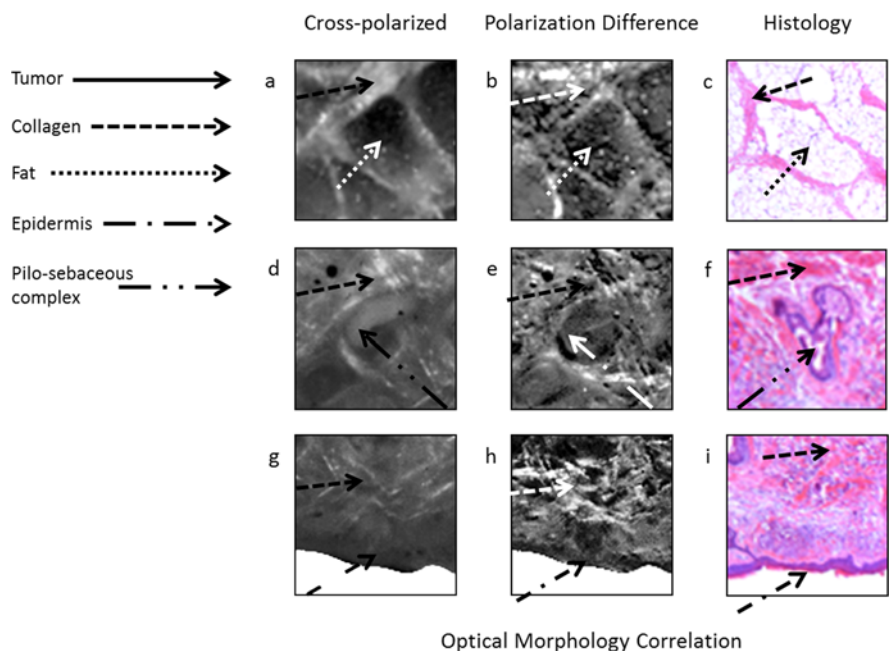 Cross-polarized Polarization Difference Histology
Tumor
Collagen
Fat
Epidermis
Pilo-sebaceous
complex
a b c
d e f
g h i
Optical Morphology Correlation